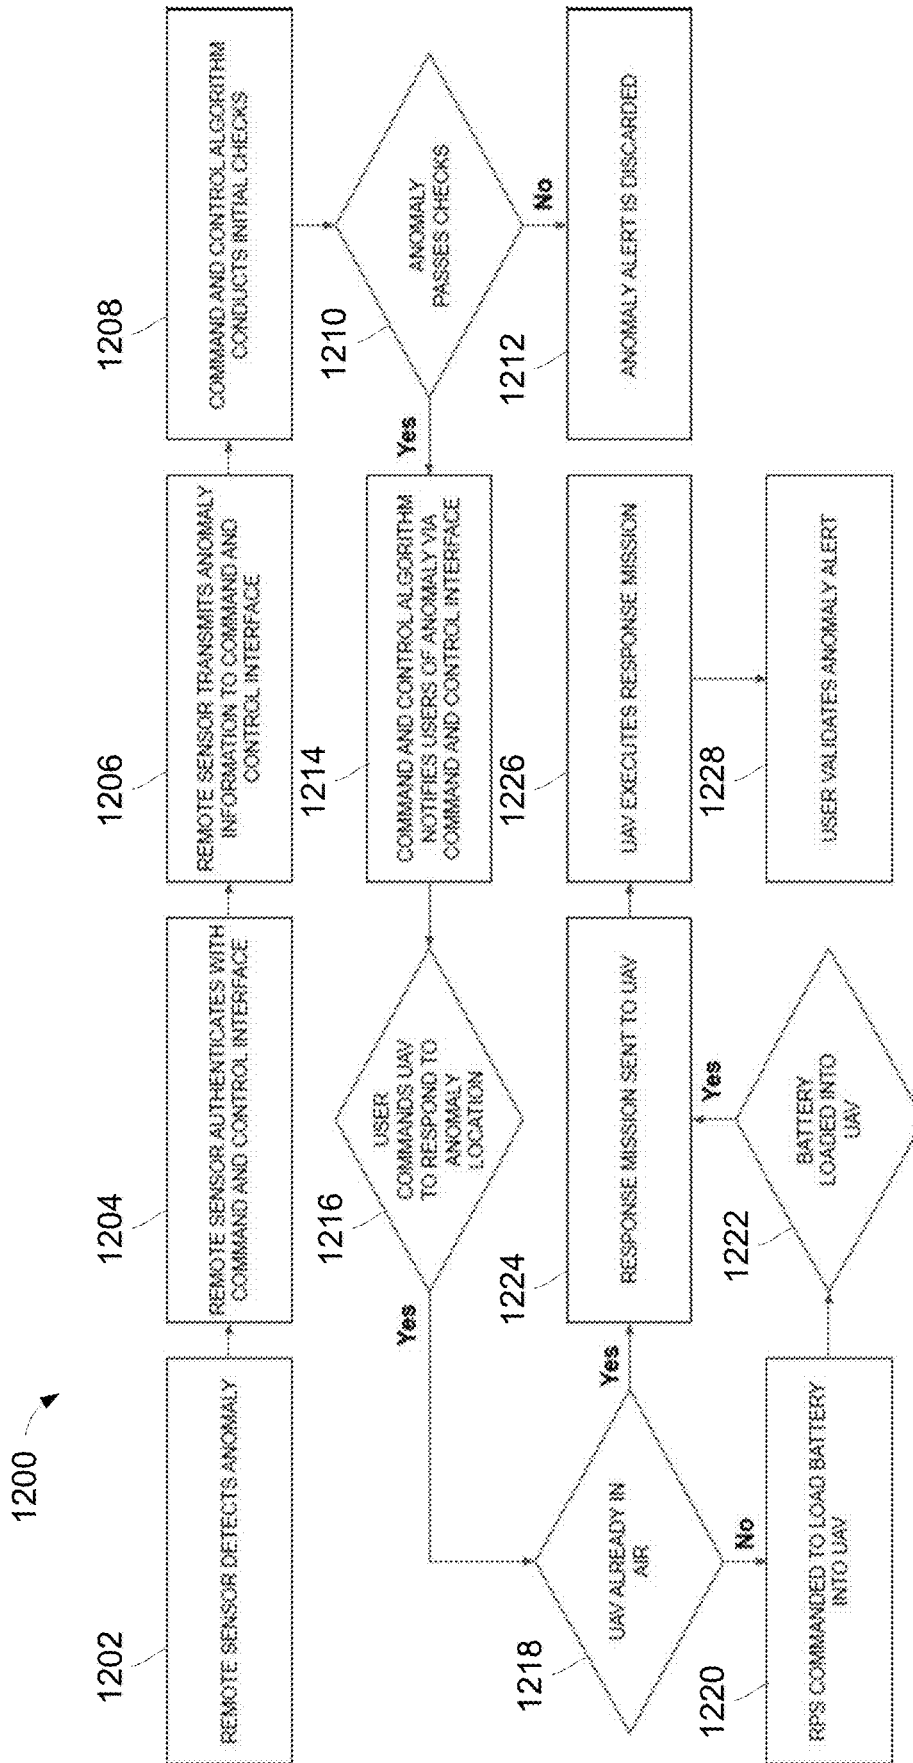 1200
1202
REMOTE SENSOR DETECTS ANOMALY
1204
REMOTE SENSOR AUTHENTICATES WITH
COMMAND AND CONTROL INTERFACE
1206
REMOTE SENSOR TRANSMITS ANOMALY
INFORMATION TO COMMAND AND
CONTROL INTERFACE
1208
COMMAND AND CONTROL ALGORITHM
CONDUCTS INITIAL CHECKS
1210
ANOMALY
PASSES CHECKS
No
1212
ANOMALY ALERT IS DISCARDED
Yes
1214
COMMAND AND CONTROL ALGORITHM
NOTIFIES USERS OF ANOMALY VIA
COMMAND AND CONTROL INTERFACE
1216
USER
COMMANDS UAV
TO RESPOND TO
ANOMALY
LOCATION
Yes
1218
UAV ALREADY IN
AIR
No
1220
RPS COMMANDED TO LOAD BATTERY
INTO UAV
1222
BATTERY
LOADED INTO
UAV
Yes
Yes
1224
RESPONSE MISSION SENT TO UAV
1226
UAV EXECUTES RESPONSE MISSION
1228
USER VALIDATES ANOMALY ALERT